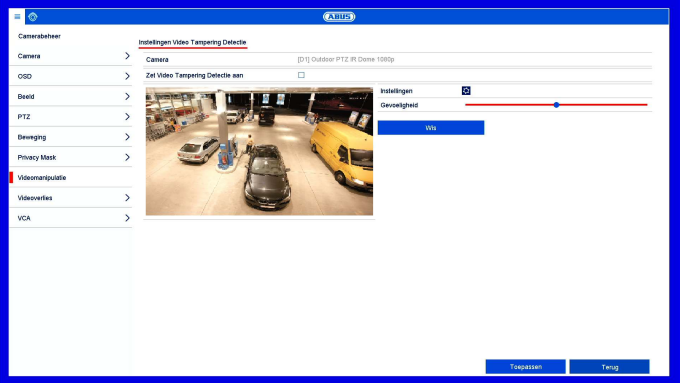 ABUS
Camerabeheer
Camera
OSD
Beeld
PTZ
Beweging
Privacy Mask
Videomanipulatie
Videoverlies
VCA
Instellingen Video Tampering Detectie
Camera [D1] Outdoor PTZ IR Dome 1080p
Zet Video Tampering Detectie aan
Instellingen
Gevoeligheid
Wis
Toepassen
Terug